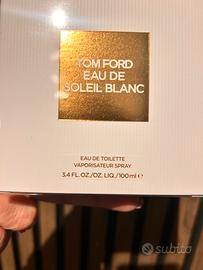 TOM FORD
EAU DE
SOLEIL BLANC
EAU DE TOILETTE
VAPORISATEUR SPRAY
3.4 FL.OZ./OZ. LIQ./100ml ℮
subito